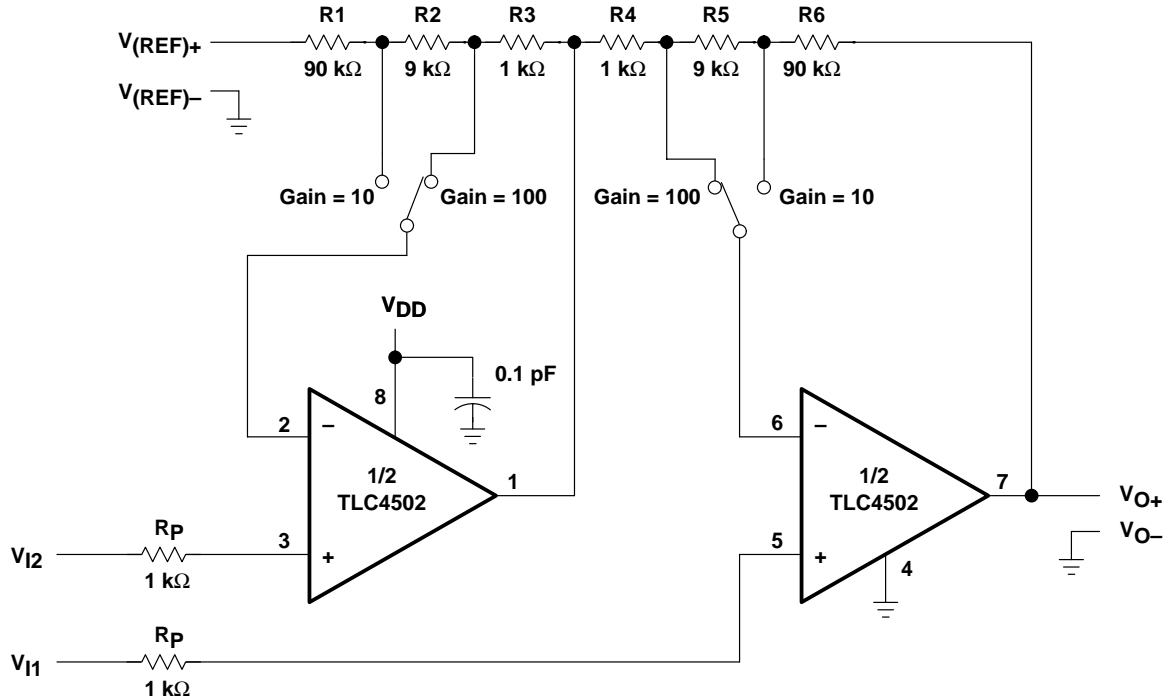 R1 R2 R3 R4 R5 R6
V(REF)+
90 kΩ 9 kΩ 1 kΩ 1 kΩ 9 kΩ 90 kΩ
V(REF)–
Gain = 10 Gain = 100 Gain = 100 Gain = 10
VDD
0.1 pF
8
2 – 6 –
1/2 1 1/2 7
TLC4502 TLC4502
VO+
VO–
RP
VI2 3 + 5 +
1 kΩ
4
RP
VI1
1 kΩ